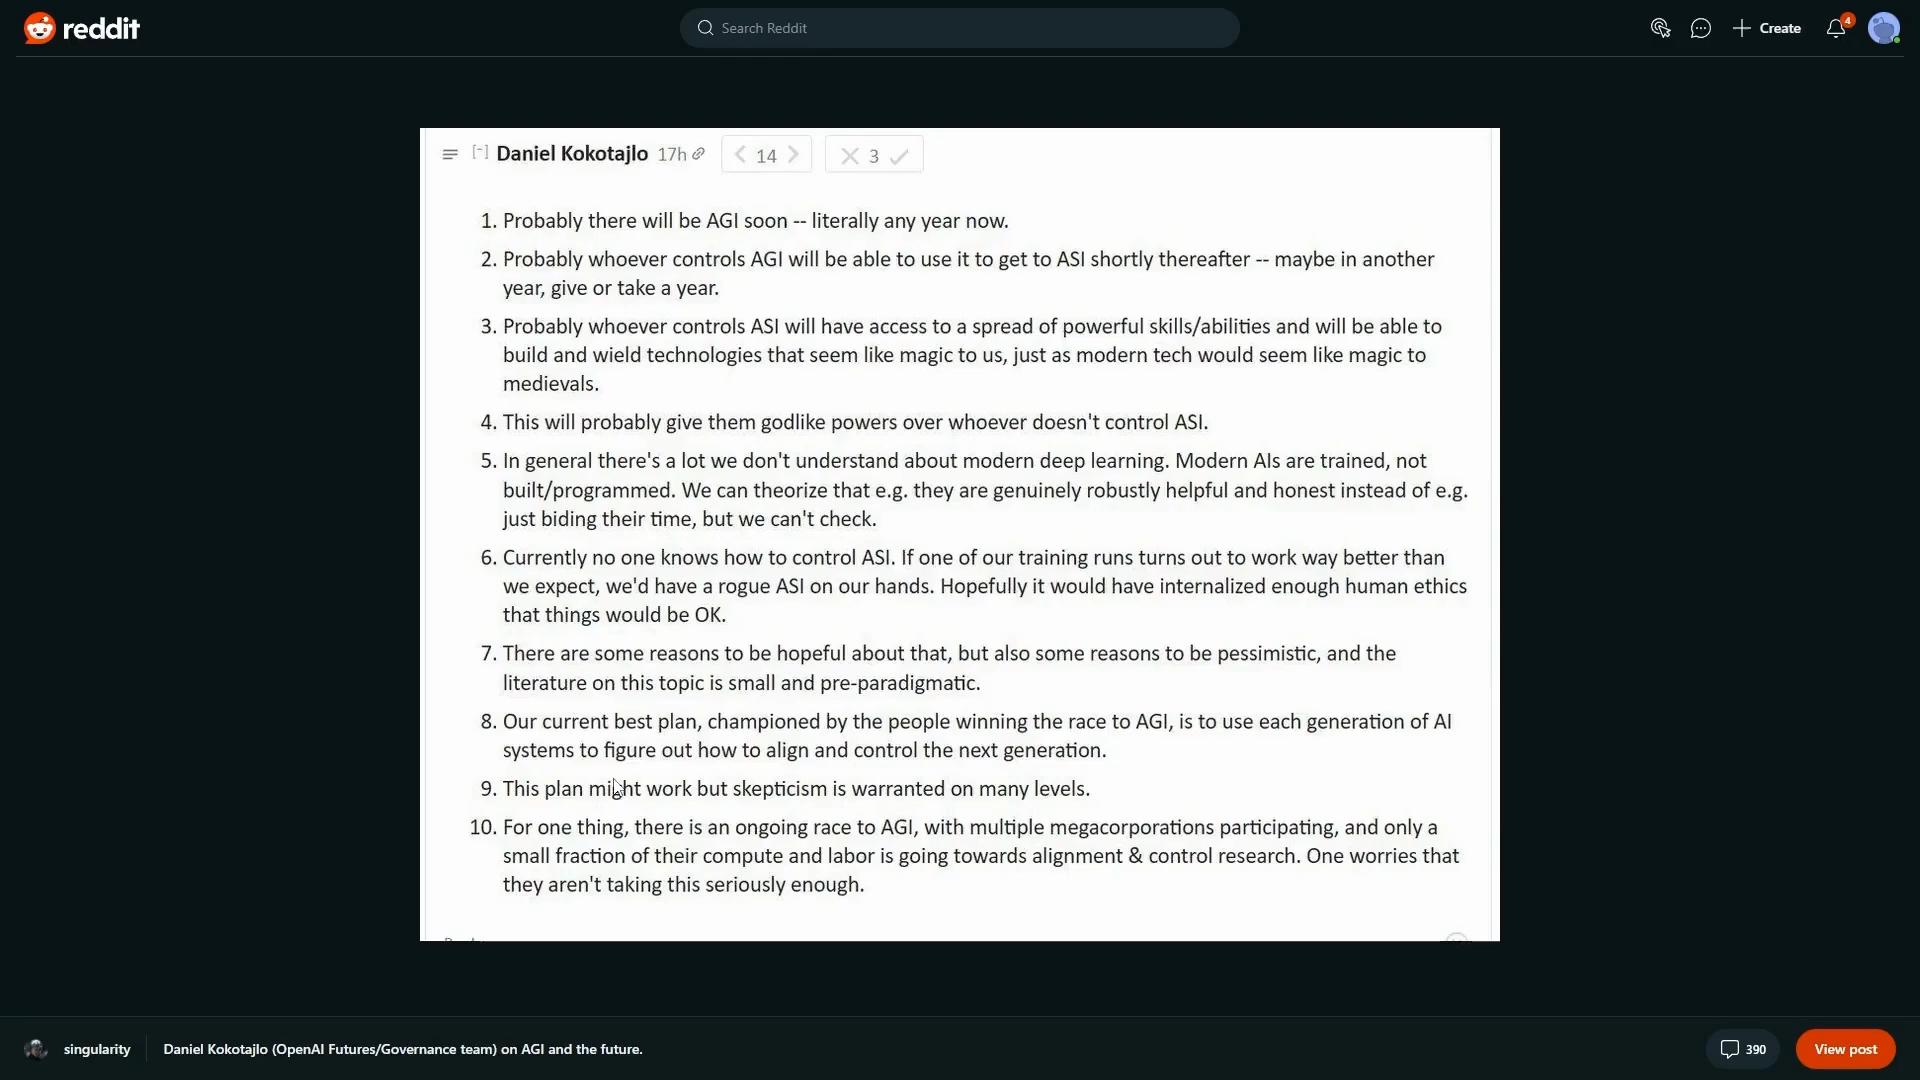 reddit
Search Reddit
Create
4
[-] Daniel Kokotajlo 17h
14
3
1. Probably there will be AGI soon -- literally any year now.
2. Probably whoever controls AGI will be able to use it to get to ASI shortly thereafter -- maybe in another
year, give or take a year.
3. Probably whoever controls ASI will have access to a spread of powerful skills/abilities and will be able to
build and wield technologies that seem like magic to us, just as modern tech would seem like magic to
medievals.
4. This will probably give them godlike powers over whoever doesn't control ASI.
5. In general there's a lot we don't understand about modern deep learning. Modern AIs are trained, not
built/programmed. We can theorize that e.g. they are genuinely robustly helpful and honest instead of e.g.
just biding their time, but we can't check.
6. Currently no one knows how to control ASI. If one of our training runs turns out to work way better than
we expect, we'd have a rogue ASI on our hands. Hopefully it would have internalized enough human ethics
that things would be OK.
7. There are some reasons to be hopeful about that, but also some reasons to be pessimistic, and the
literature on this topic is small and pre-paradigmatic.
8. Our current best plan, championed by the people winning the race to AGI, is to use each generation of AI
systems to figure out how to align and control the next generation.
9. This plan might work but skepticism is warranted on many levels.
10. For one thing, there is an ongoing race to AGI, with multiple megacorporations participating, and only a
small fraction of their compute and labor is going towards alignment & control research. One worries that
they aren't taking this seriously enough.
singularity
Daniel Kokotajlo (OpenAI Futures/Governance team) on AGI and the future.
390
View post